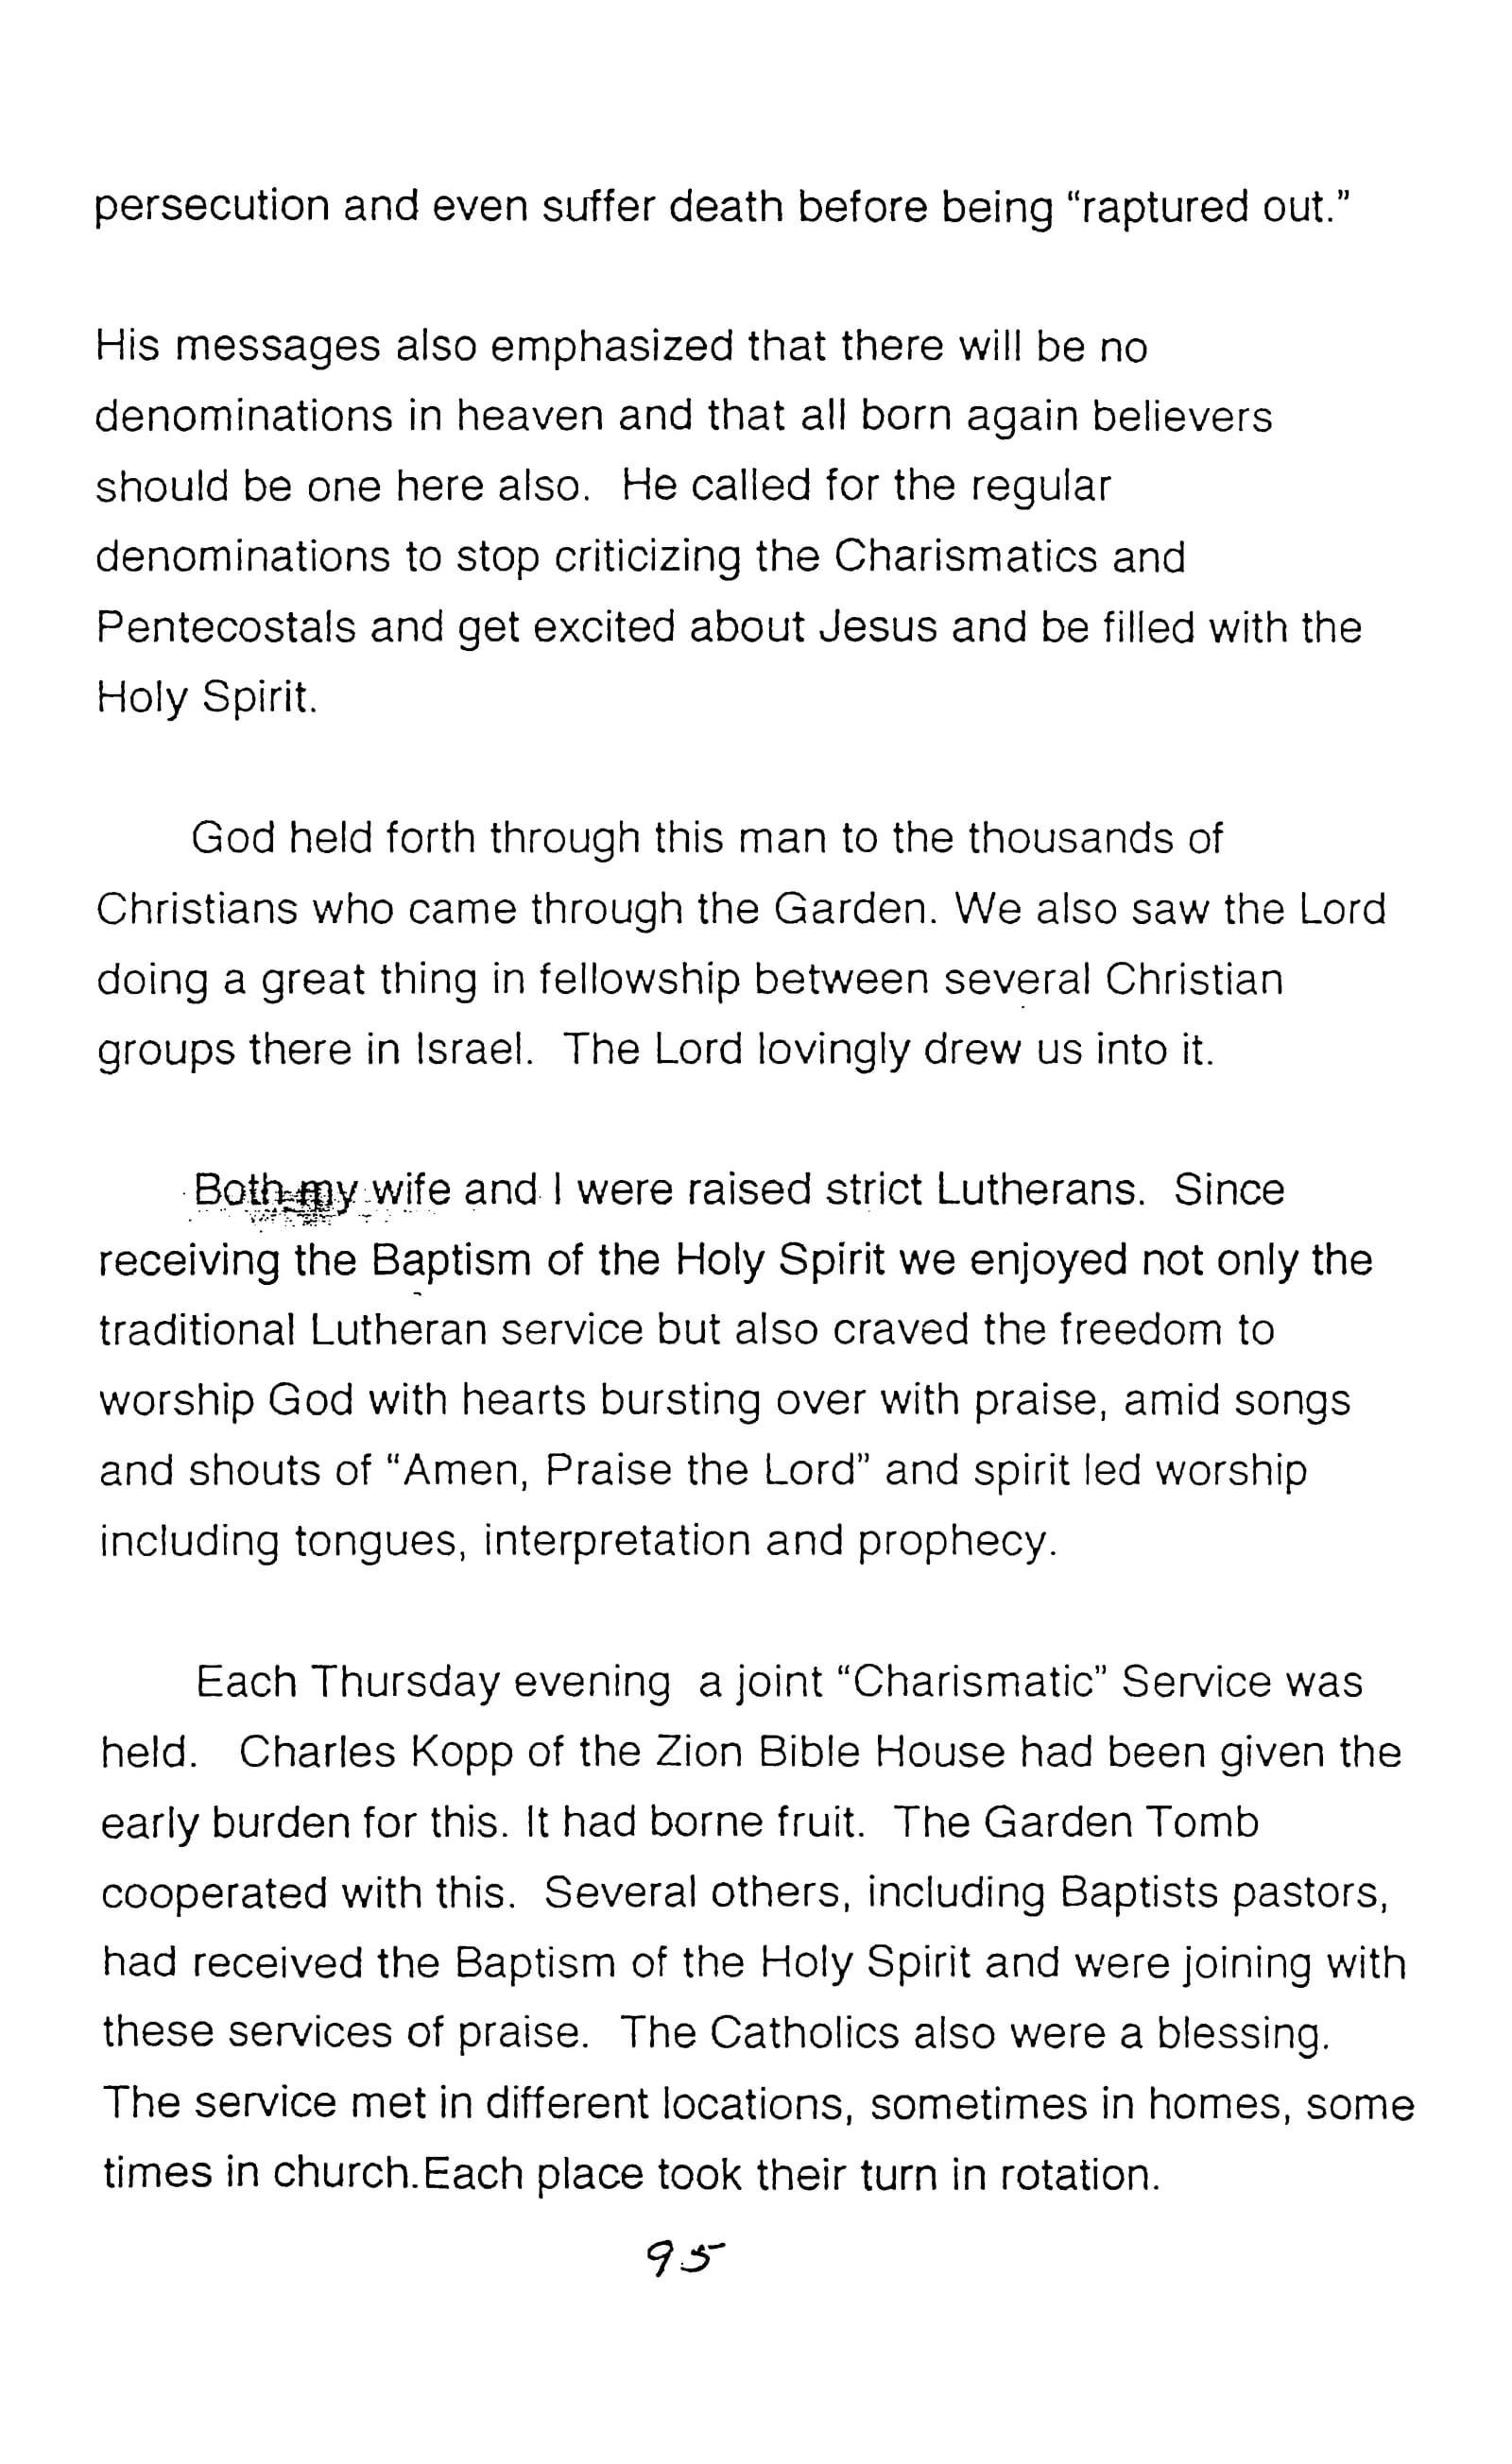 persecution and even suffer death before being “raptured out.”
His messages also emphasized that there will be no
denominations in heaven and that all born again believers
should be one here also.  He called for the regular
denominations to stop criticizing the Charismatics and
Pentecostals and get excited about Jesus and be filled with the
Holy Spirit.
God held forth through this man to the thousands of
Christians who came through the Garden. We also saw the Lord
doing a great thing in fellowship between several Christian
groups there in Israel.  The Lord lovingly drew us into it.
Both my wife and I were raised strict Lutherans.  Since
receiving the Baptism of the Holy Spirit we enjoyed not only the
traditional Lutheran service but also craved the freedom to
worship God with hearts bursting over with praise, amid songs
and shouts of “Amen, Praise the Lord” and spirit led worship
including tongues, interpretation and prophecy.
Each Thursday evening  a joint “Charismatic” Service was
held.   Charles Kopp of the Zion Bible House had been given the
early burden for this. It had borne fruit.  The Garden Tomb
cooperated with this.  Several others, including Baptists pastors,
had received the Baptism of the Holy Spirit and were joining with
these services of praise.  The Catholics also were a blessing.
The service met in different locations, sometimes in homes, some
times in church.Each place took their turn in rotation.
95